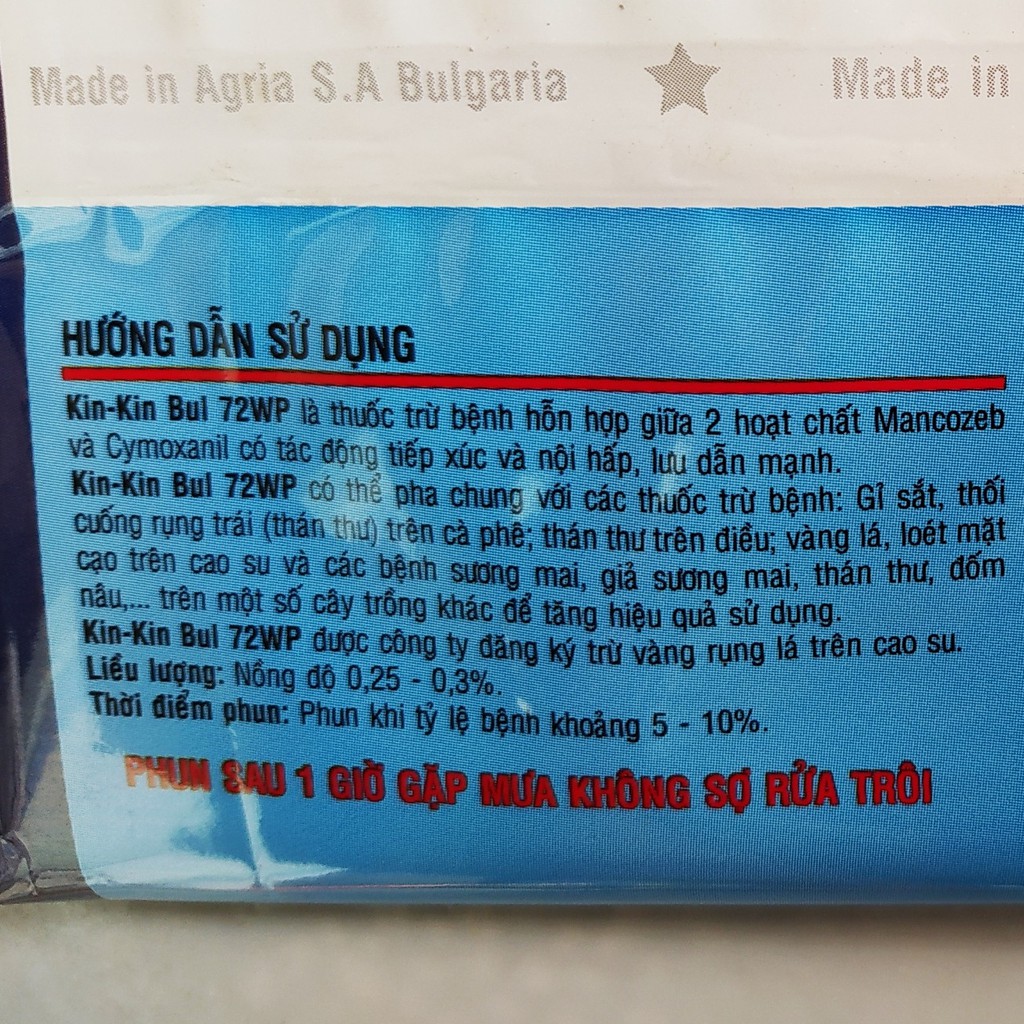 Made in Agria S.A Bulgaria ★ Made in
HƯỚNG DẪN SỬ DỤNG
Kin-Kin Bul 72WP là thuốc trừ bệnh hỗn hợp giữa 2 hoạt chất Mancozeb
và Cymoxanil có tác động tiếp xúc và nội hấp, lưu dẫn mạnh.
Kin-Kin Bul 72WP có thể pha chung với các thuốc trừ bệnh: Gỉ sắt, thối
cuống rụng trái (thán thư) trên cà phê; thán thư trên điều; vàng lá, loét mặt
cạo trên cao su và các bệnh sương mai, giả sương mai, thán thư, đốm
nâu,... trên một số cây trồng khác để tăng hiệu quả sử dụng.
Kin-Kin Bul 72WP được công ty đăng ký trừ vàng rụng lá trên cao su.
Liều lượng: Nồng độ 0,25 - 0,3%.
Thời điểm phun: Phun khi tỷ lệ bệnh khoảng 5 - 10%.
PHUN SAU 1 GIỜ GẶP MƯA KHÔNG SỢ RỬA TRÔI